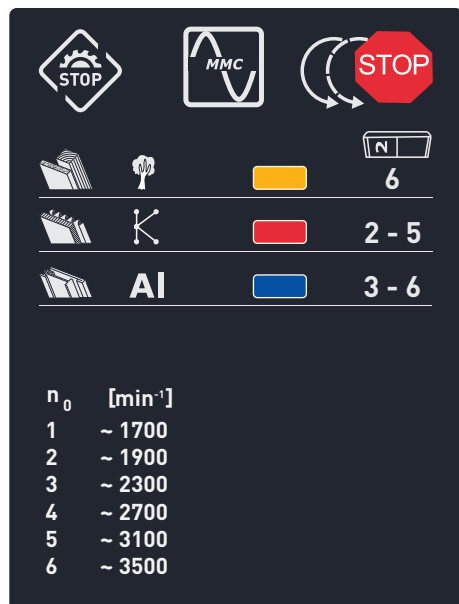 STOP MMC STOP
2
6
2 - 5
Al 3 - 6
n0 [min-1]
1 ~ 1700
2 ~ 1900
3 ~ 2300
4 ~ 2700
5 ~ 3100
6 ~ 3500